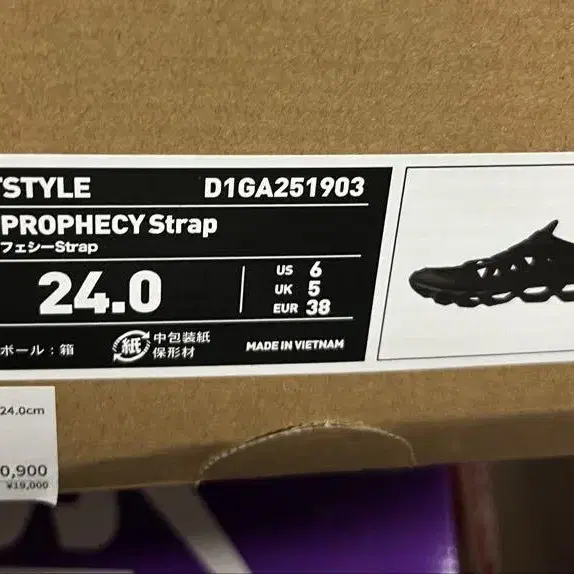 TSTYLE D1GA251903
PROPHECY Strap
フェシーStrap
24.0
US 6
UK 5
EUR 38
ボール：箱
紙
中包装紙
保形材
MADE IN VIETNAM
24.0cm
0,900
¥19,000